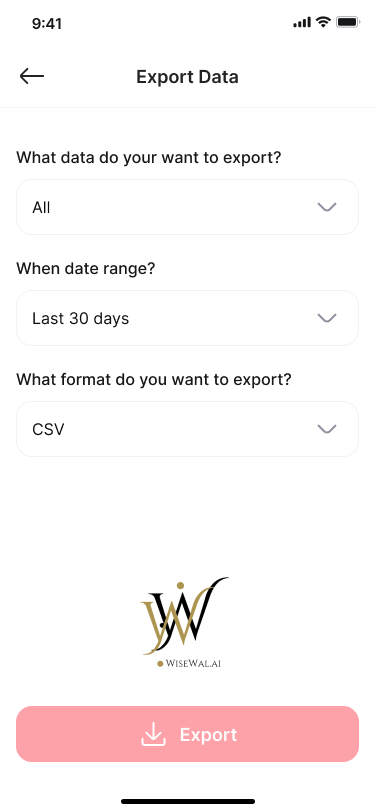 9:41
Export Data
What data do your want to export?
All
When date range?
Last 30 days
What format do you want to export?
CSV
W
WiseWal.ai
Export